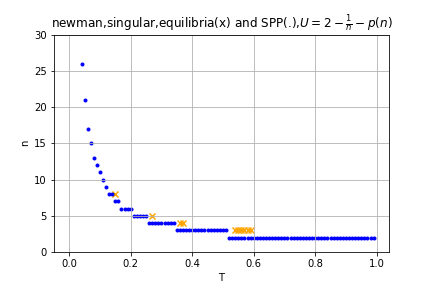 newman,singular,equilibria(x) and SPP(.),$U = 2 - \frac{1}{n} - p(n)$
30
25
20
15
10
5
0
n
0.0 0.2 0.4 0.6 0.8 1.0
T